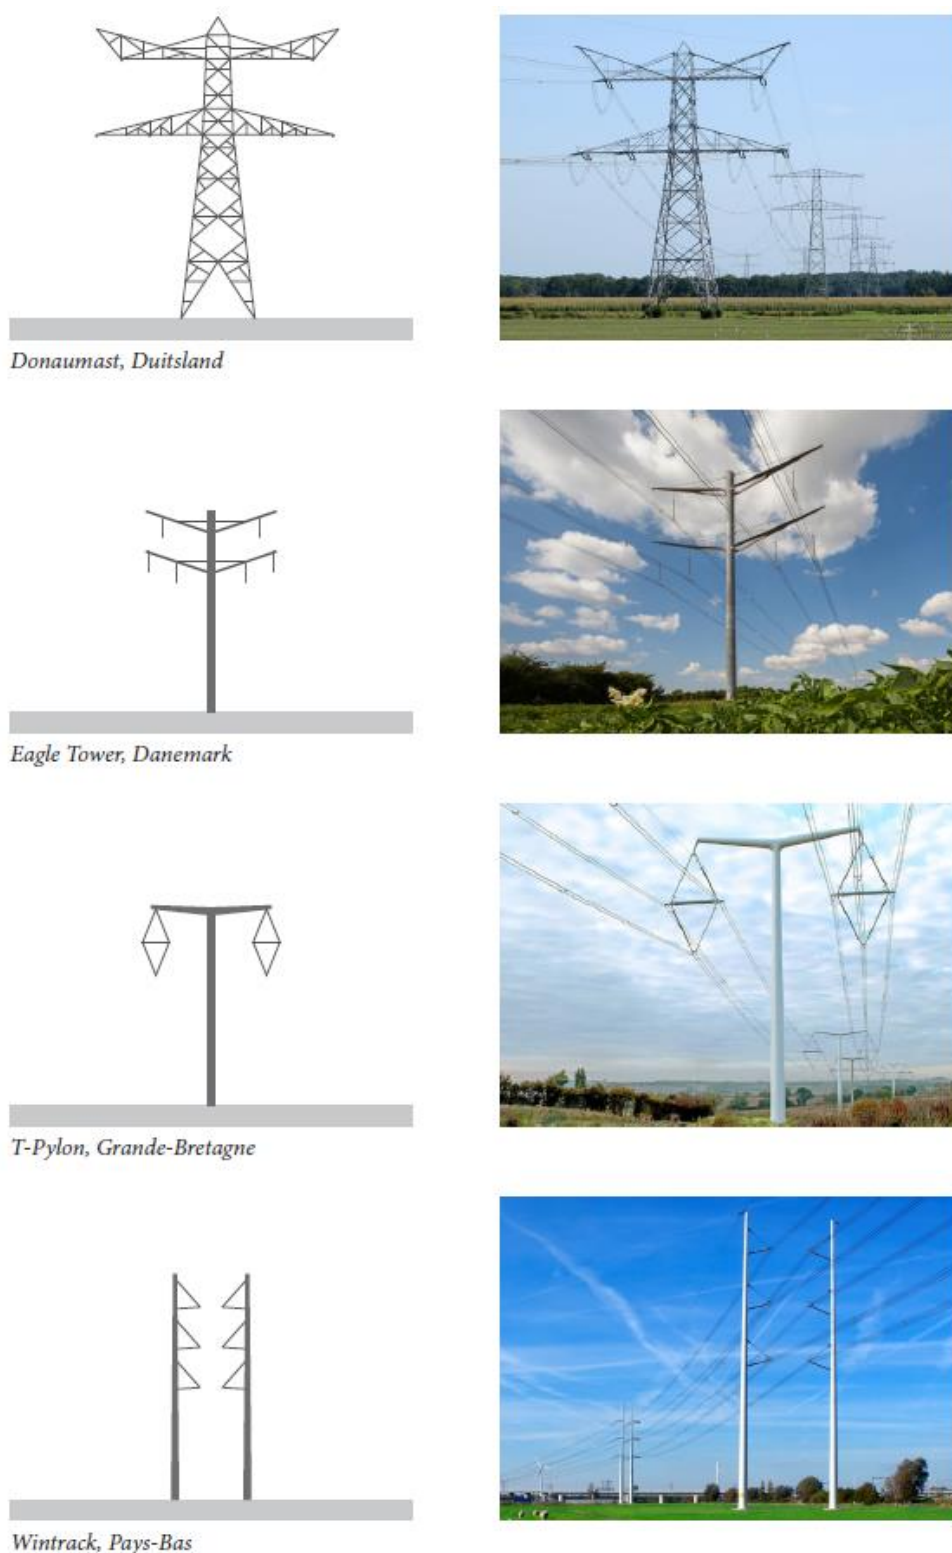 Donaumast, Duitsland
Eagle Tower, Danemark
T-Pylon, Grande-Bretagne
Wintrack, Pays-Bas